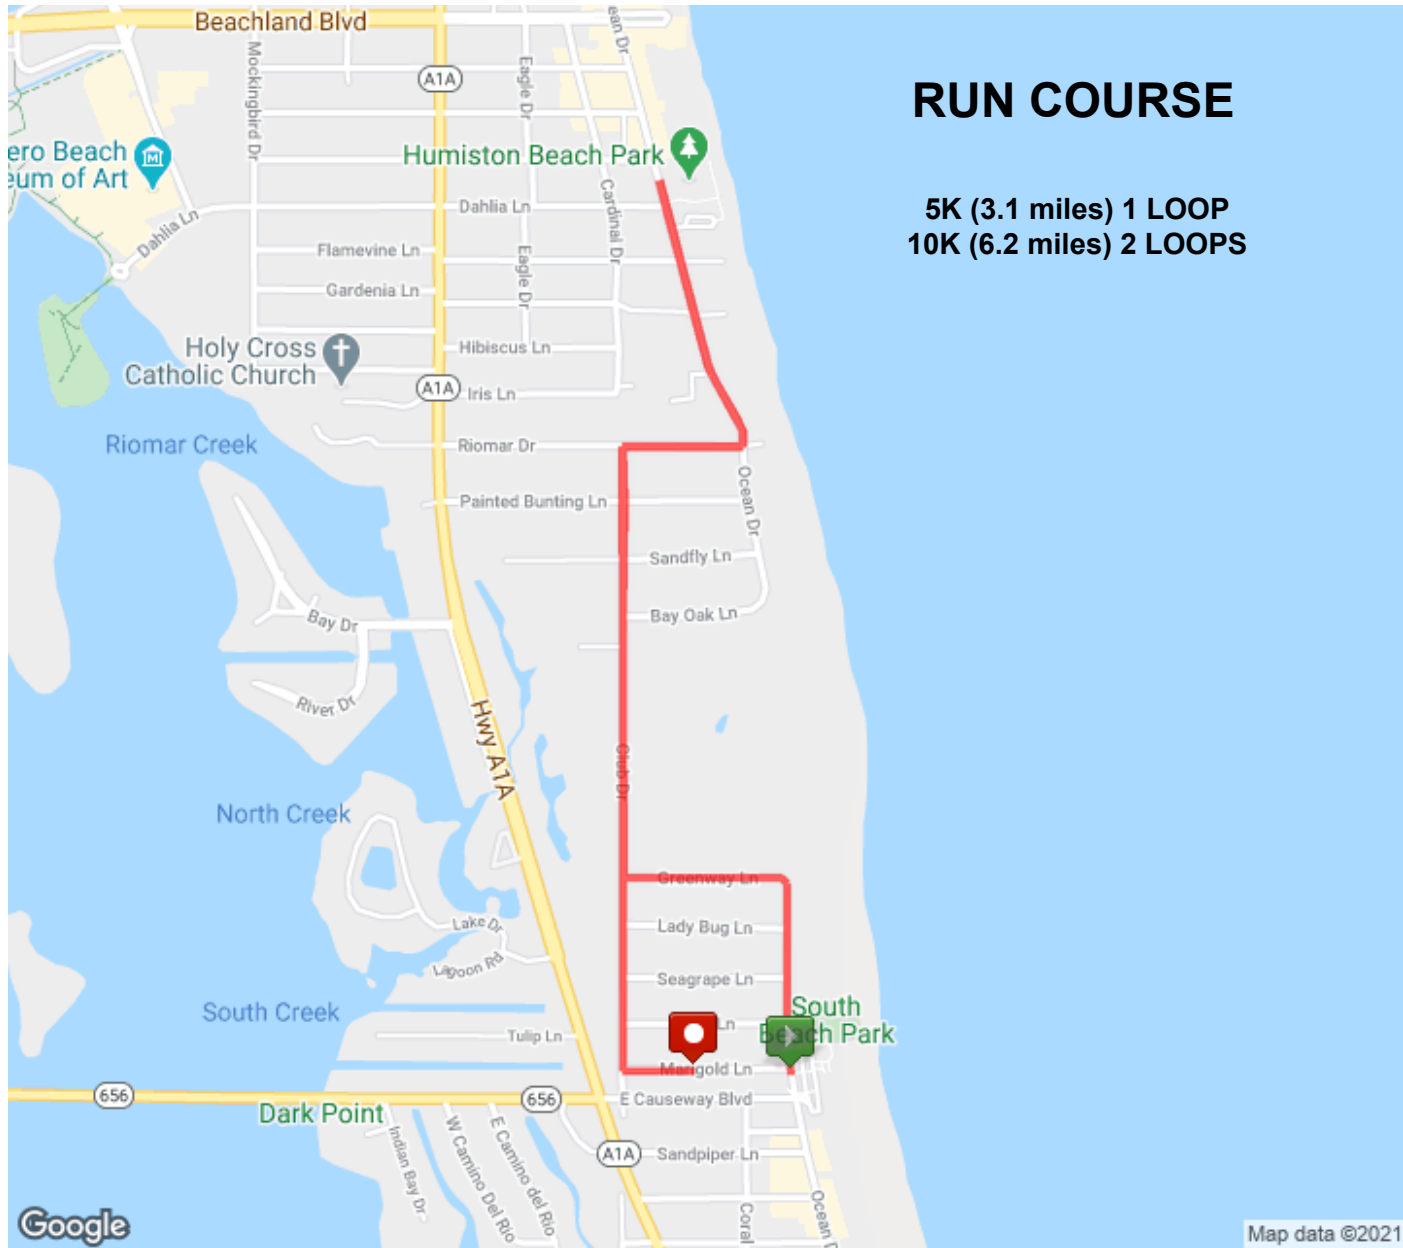 Beachland Blvd
ean Dr
RUN COURSE
Mockingbird Dr
A1A
Eagle Dr
ero Beach
eum of Art
Humiston Beach Park
Cardinal Dr
5K (3.1 miles) 1 LOOP
10K (6.2 miles) 2 LOOPS
Dahlia Ln
Dahlia Ln
Flamevine Ln
Eagle Dr
Gardenia Ln
Holy Cross
Catholic Church
Hibiscus Ln
A1A
Iris Ln
Riomar Creek
Riomar Dr
Ocean Dr
Painted Bunting Ln
Sandfly Ln
Bay Dr
Bay Oak Ln
River Dr
Hwy A1A
Club Dr
North Creek
Greenway Ln
Lake Dr
Lady Bug Ln
Lagoon Rd
Seagrape Ln
South Creek
South
Beach Park
Ln
Tulip Ln
Marigold Ln
656
656
E Causeway Blvd
Dark Point
Indian Bay Dr
W Camino Del Rio
E Camino del Rio
A1A
Sandpiper Ln
Coral
Ocean D
Google
Map data ©2021